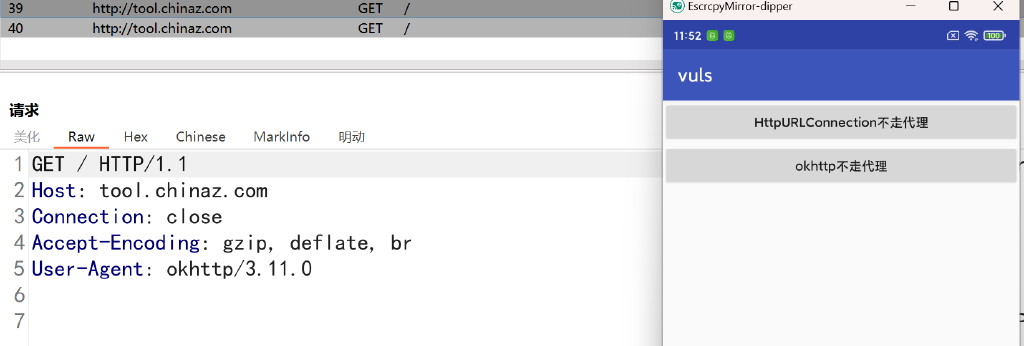 39 http://tool.chinaz.com GET /
40 http://tool.chinaz.com GET /
请求
美化 Raw Hex Chinese MarkInfo 明动
1 GET / HTTP/1.1
2 Host: tool.chinaz.com
3 Connection: close
4 Accept-Encoding: gzip, deflate, br
5 User-Agent: okhttp/3.11.0
6
7
EscrcpyMirror-dipper
11:52 100
vuls
HttpURLConnection不走代理
okhttp不走代理